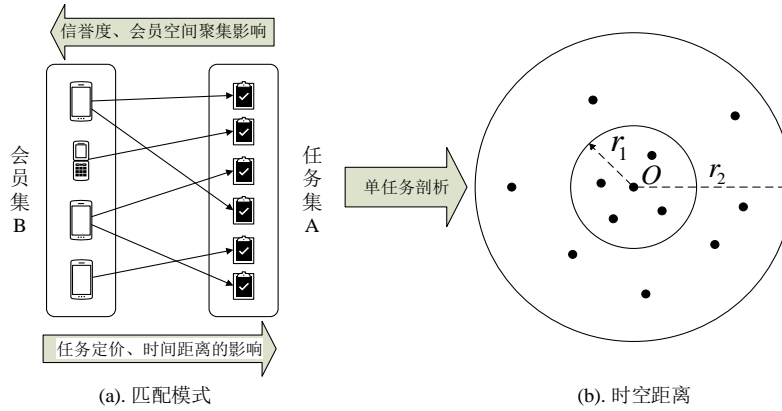 信誉度、会员空间聚集影响
会员集B
任务集A
单任务剖析
r1
O
r2
任务定价、时间距离的影响
(a). 匹配模式
(b). 时空距离